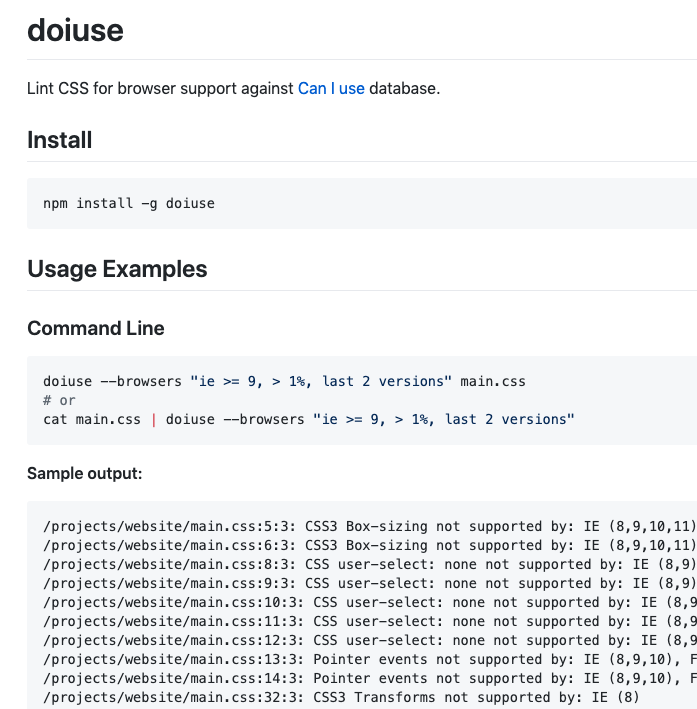 doiuse
Lint CSS for browser support against Can I use database.
Install
npm install -g doiuse
Usage Examples
Command Line
doiuse --browsers "ie >= 9, > 1%, last 2 versions" main.css
# or
cat main.css | doiuse --browsers "ie >= 9, > 1%, last 2 versions"
Sample output:
/projects/website/main.css:5:3: CSS3 Box-sizing not supported by: IE (8,9,10,11)
/projects/website/main.css:6:3: CSS3 Box-sizing not supported by: IE (8,9,10,11)
/projects/website/main.css:8:3: CSS user-select: none not supported by: IE (8,9)
/projects/website/main.css:9:3: CSS user-select: none not supported by: IE (8,9)
/projects/website/main.css:10:3: CSS user-select: none not supported by: IE (8,9
/projects/website/main.css:11:3: CSS user-select: none not supported by: IE (8,9
/projects/website/main.css:12:3: CSS user-select: none not supported by: IE (8,9
/projects/website/main.css:13:3: Pointer events not supported by: IE (8,9,10), F
/projects/website/main.css:14:3: Pointer events not supported by: IE (8,9,10), F
/projects/website/main.css:32:3: CSS3 Transforms not supported by: IE (8)